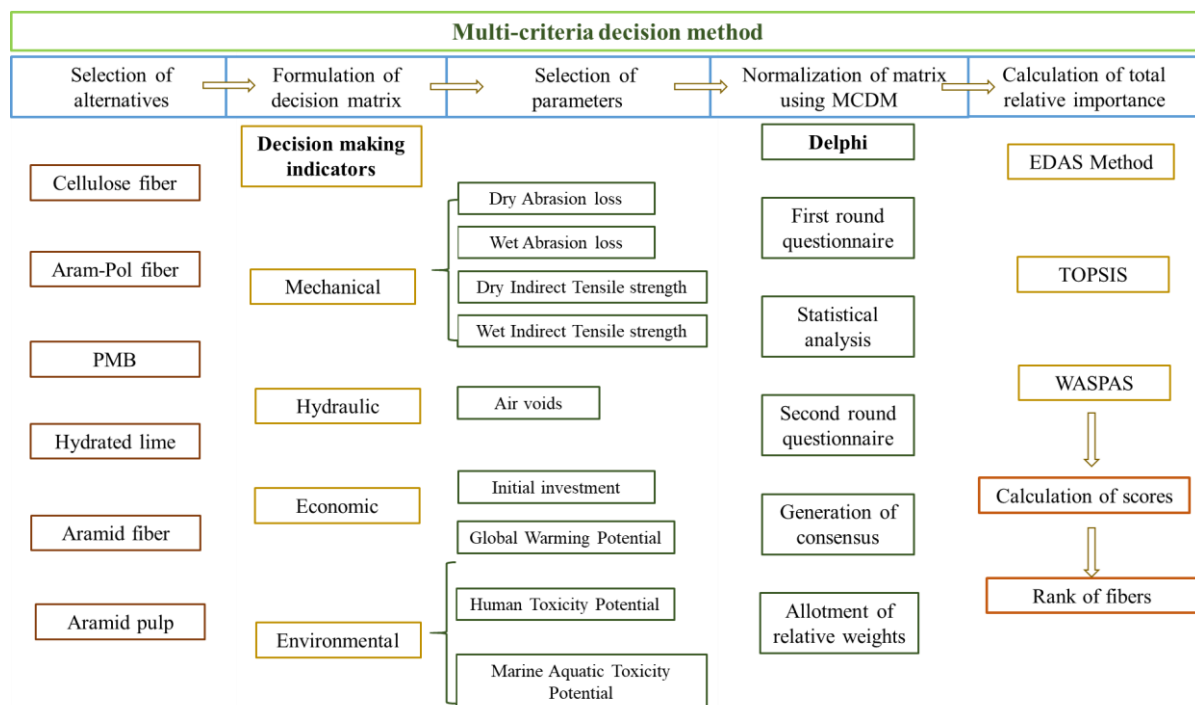 Multi-criteria decision method
Selection of
alternatives
Formulation of
decision matrix
Selection of
parameters
Normalization of matrix
using MCDM
Calculation of total
relative importance
Cellulose fiber
Aram-Pol fiber
PMB
Hydrated lime
Aramid fiber
Aramid pulp
Decision making
indicators
Mechanical
Hydraulic
Economic
Environmental
Dry Abrasion loss
Wet Abrasion loss
Dry Indirect Tensile strength
Wet Indirect Tensile strength
Air voids
Initial investment
Global Warming Potential
Human Toxicity Potential
Marine Aquatic Toxicity
Potential
Delphi
First round
questionnaire
Statistical
analysis
Second round
questionnaire
Generation of
consensus
Allotment of
relative weights
EDAS Method
TOPSIS
WASPAS
Calculation of scores
Rank of fibers